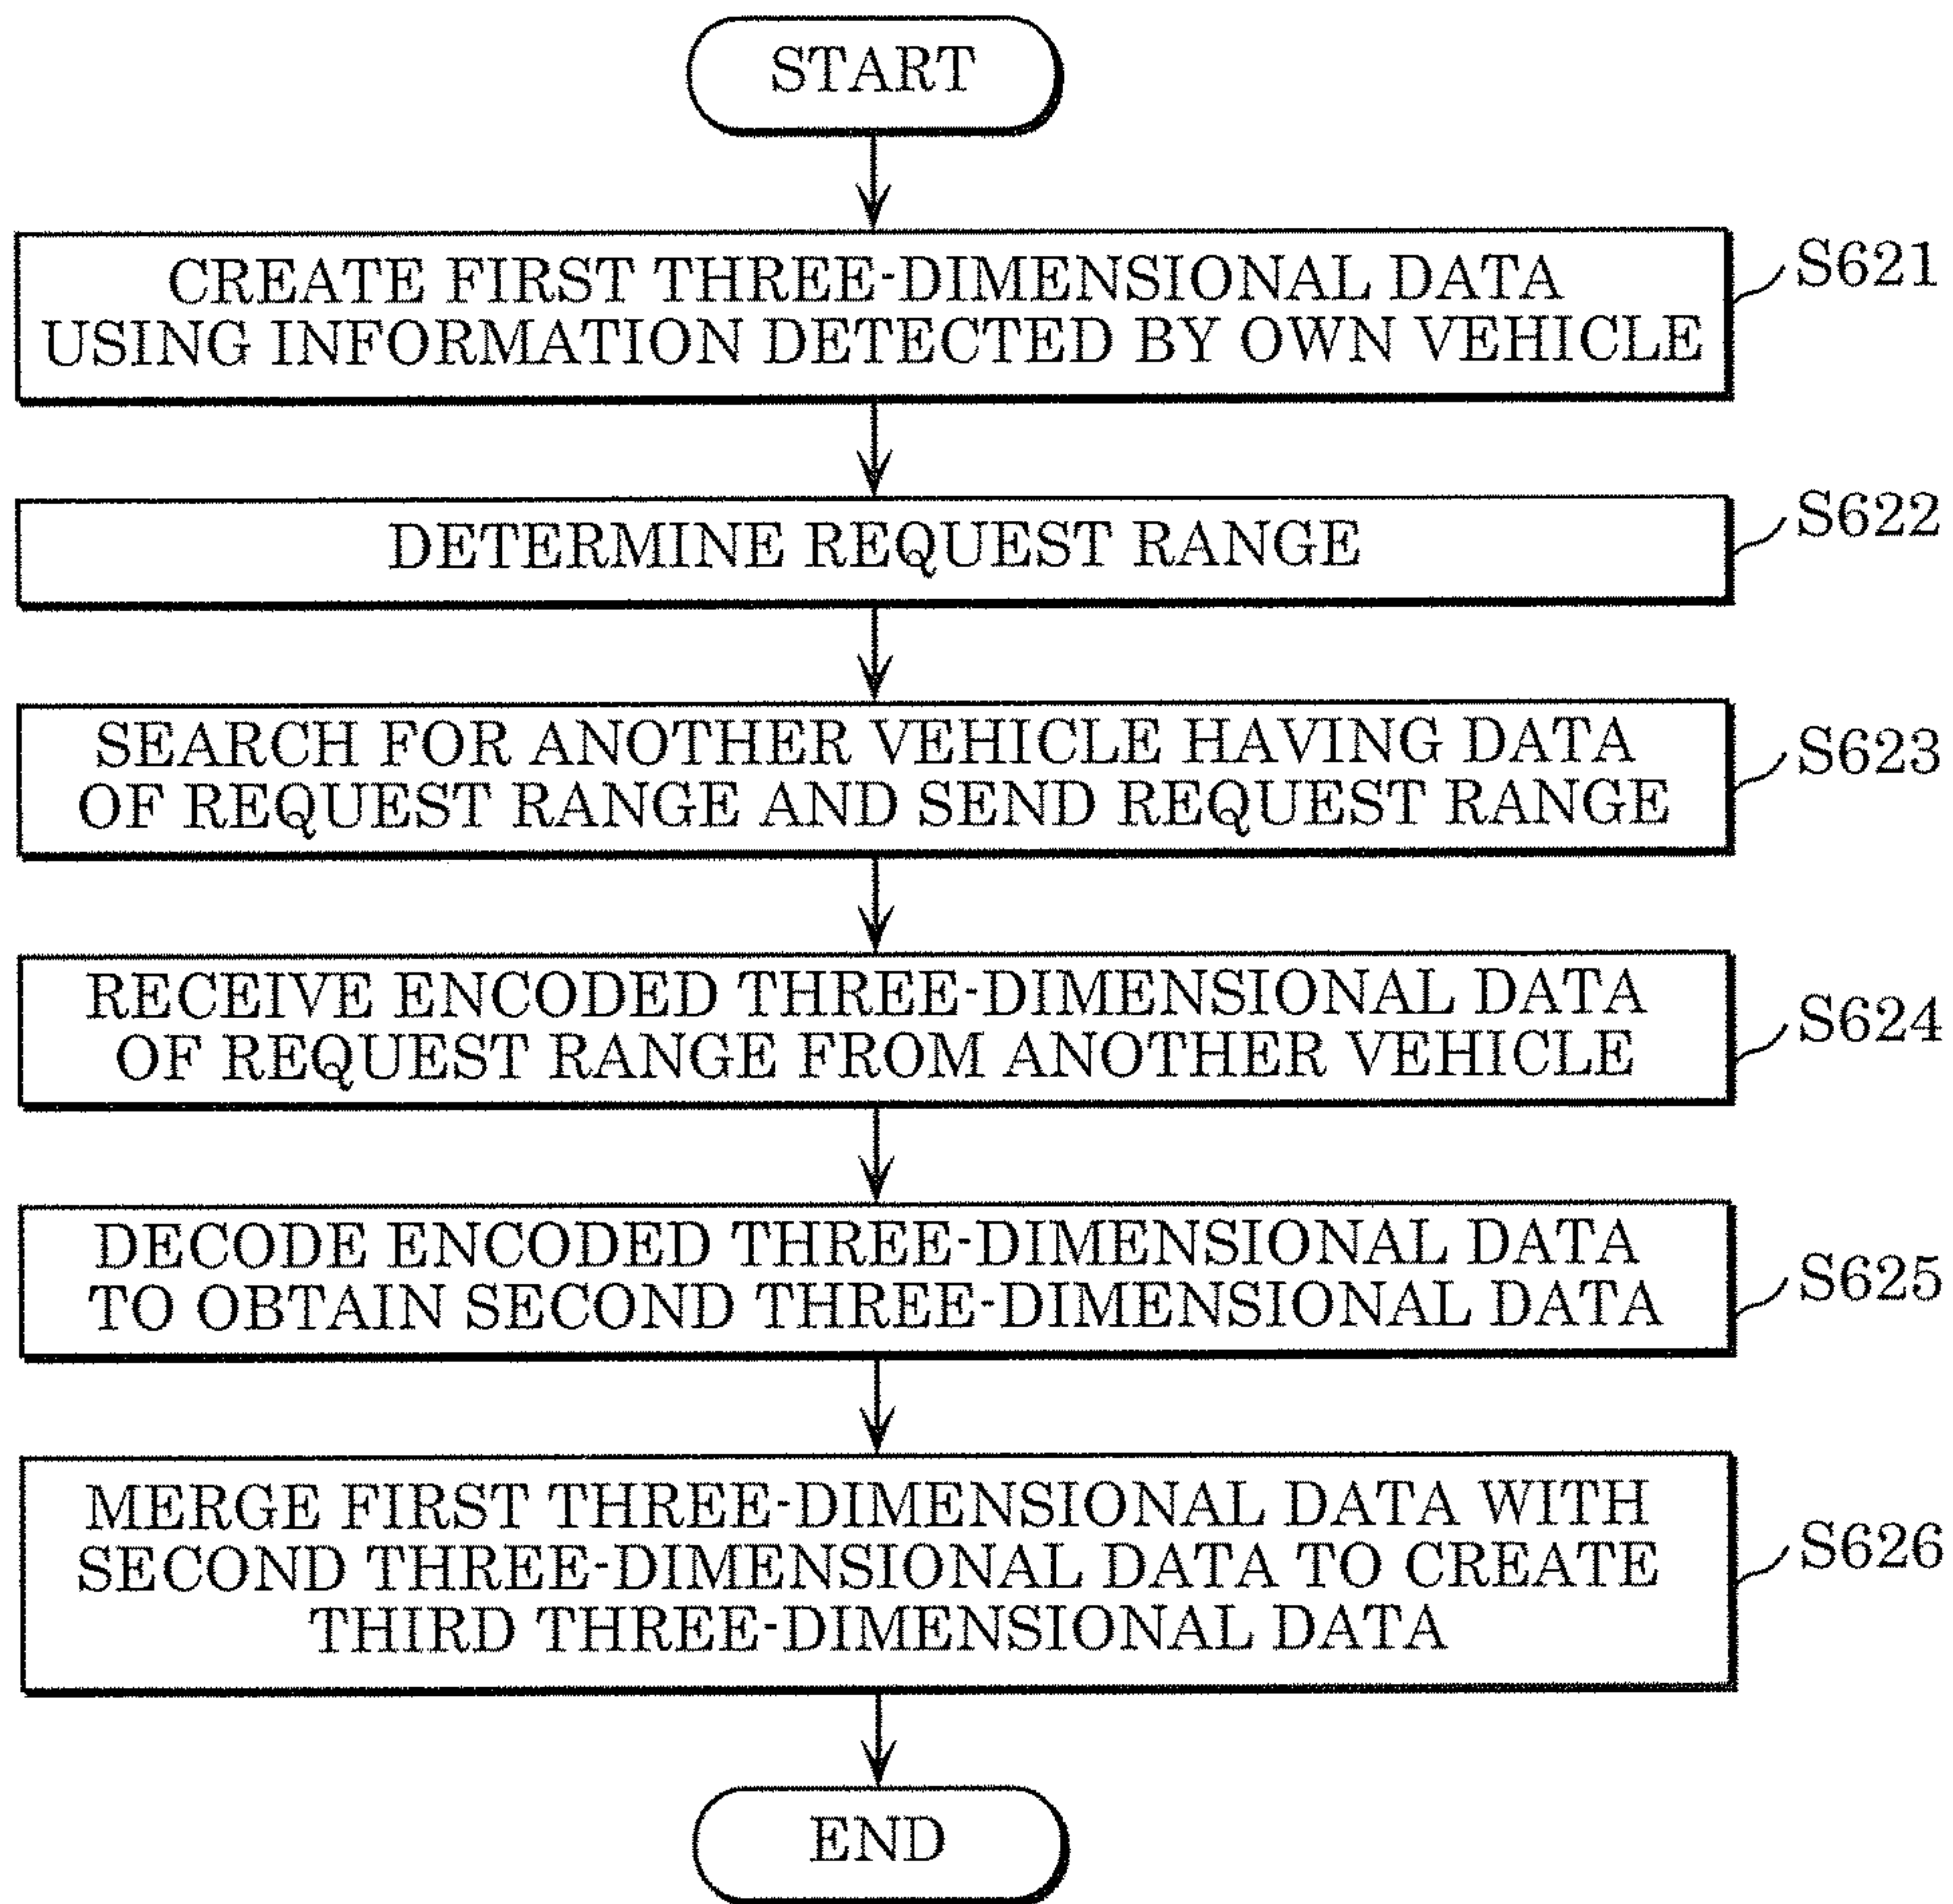 START
CREATE FIRST THREE-DIMENSIONAL DATA
USING INFORMATION DETECTED BY OWN VEHICLE
S621
DETERMINE REQUEST RANGE
S622
SEARCH FOR ANOTHER VEHICLE HAVING DATA
OF REQUEST RANGE AND SEND REQUEST RANGE
S623
RECEIVE ENCODED THREE-DIMENSIONAL DATA
OF REQUEST RANGE FROM ANOTHER VEHICLE
S624
DECODE ENCODED THREE-DIMENSIONAL DATA
TO OBTAIN SECOND THREE-DIMENSIONAL DATA
S625
MERGE FIRST THREE-DIMENSIONAL DATA WITH
SECOND THREE-DIMENSIONAL DATA TO CREATE
THIRD THREE-DIMENSIONAL DATA
S626
END